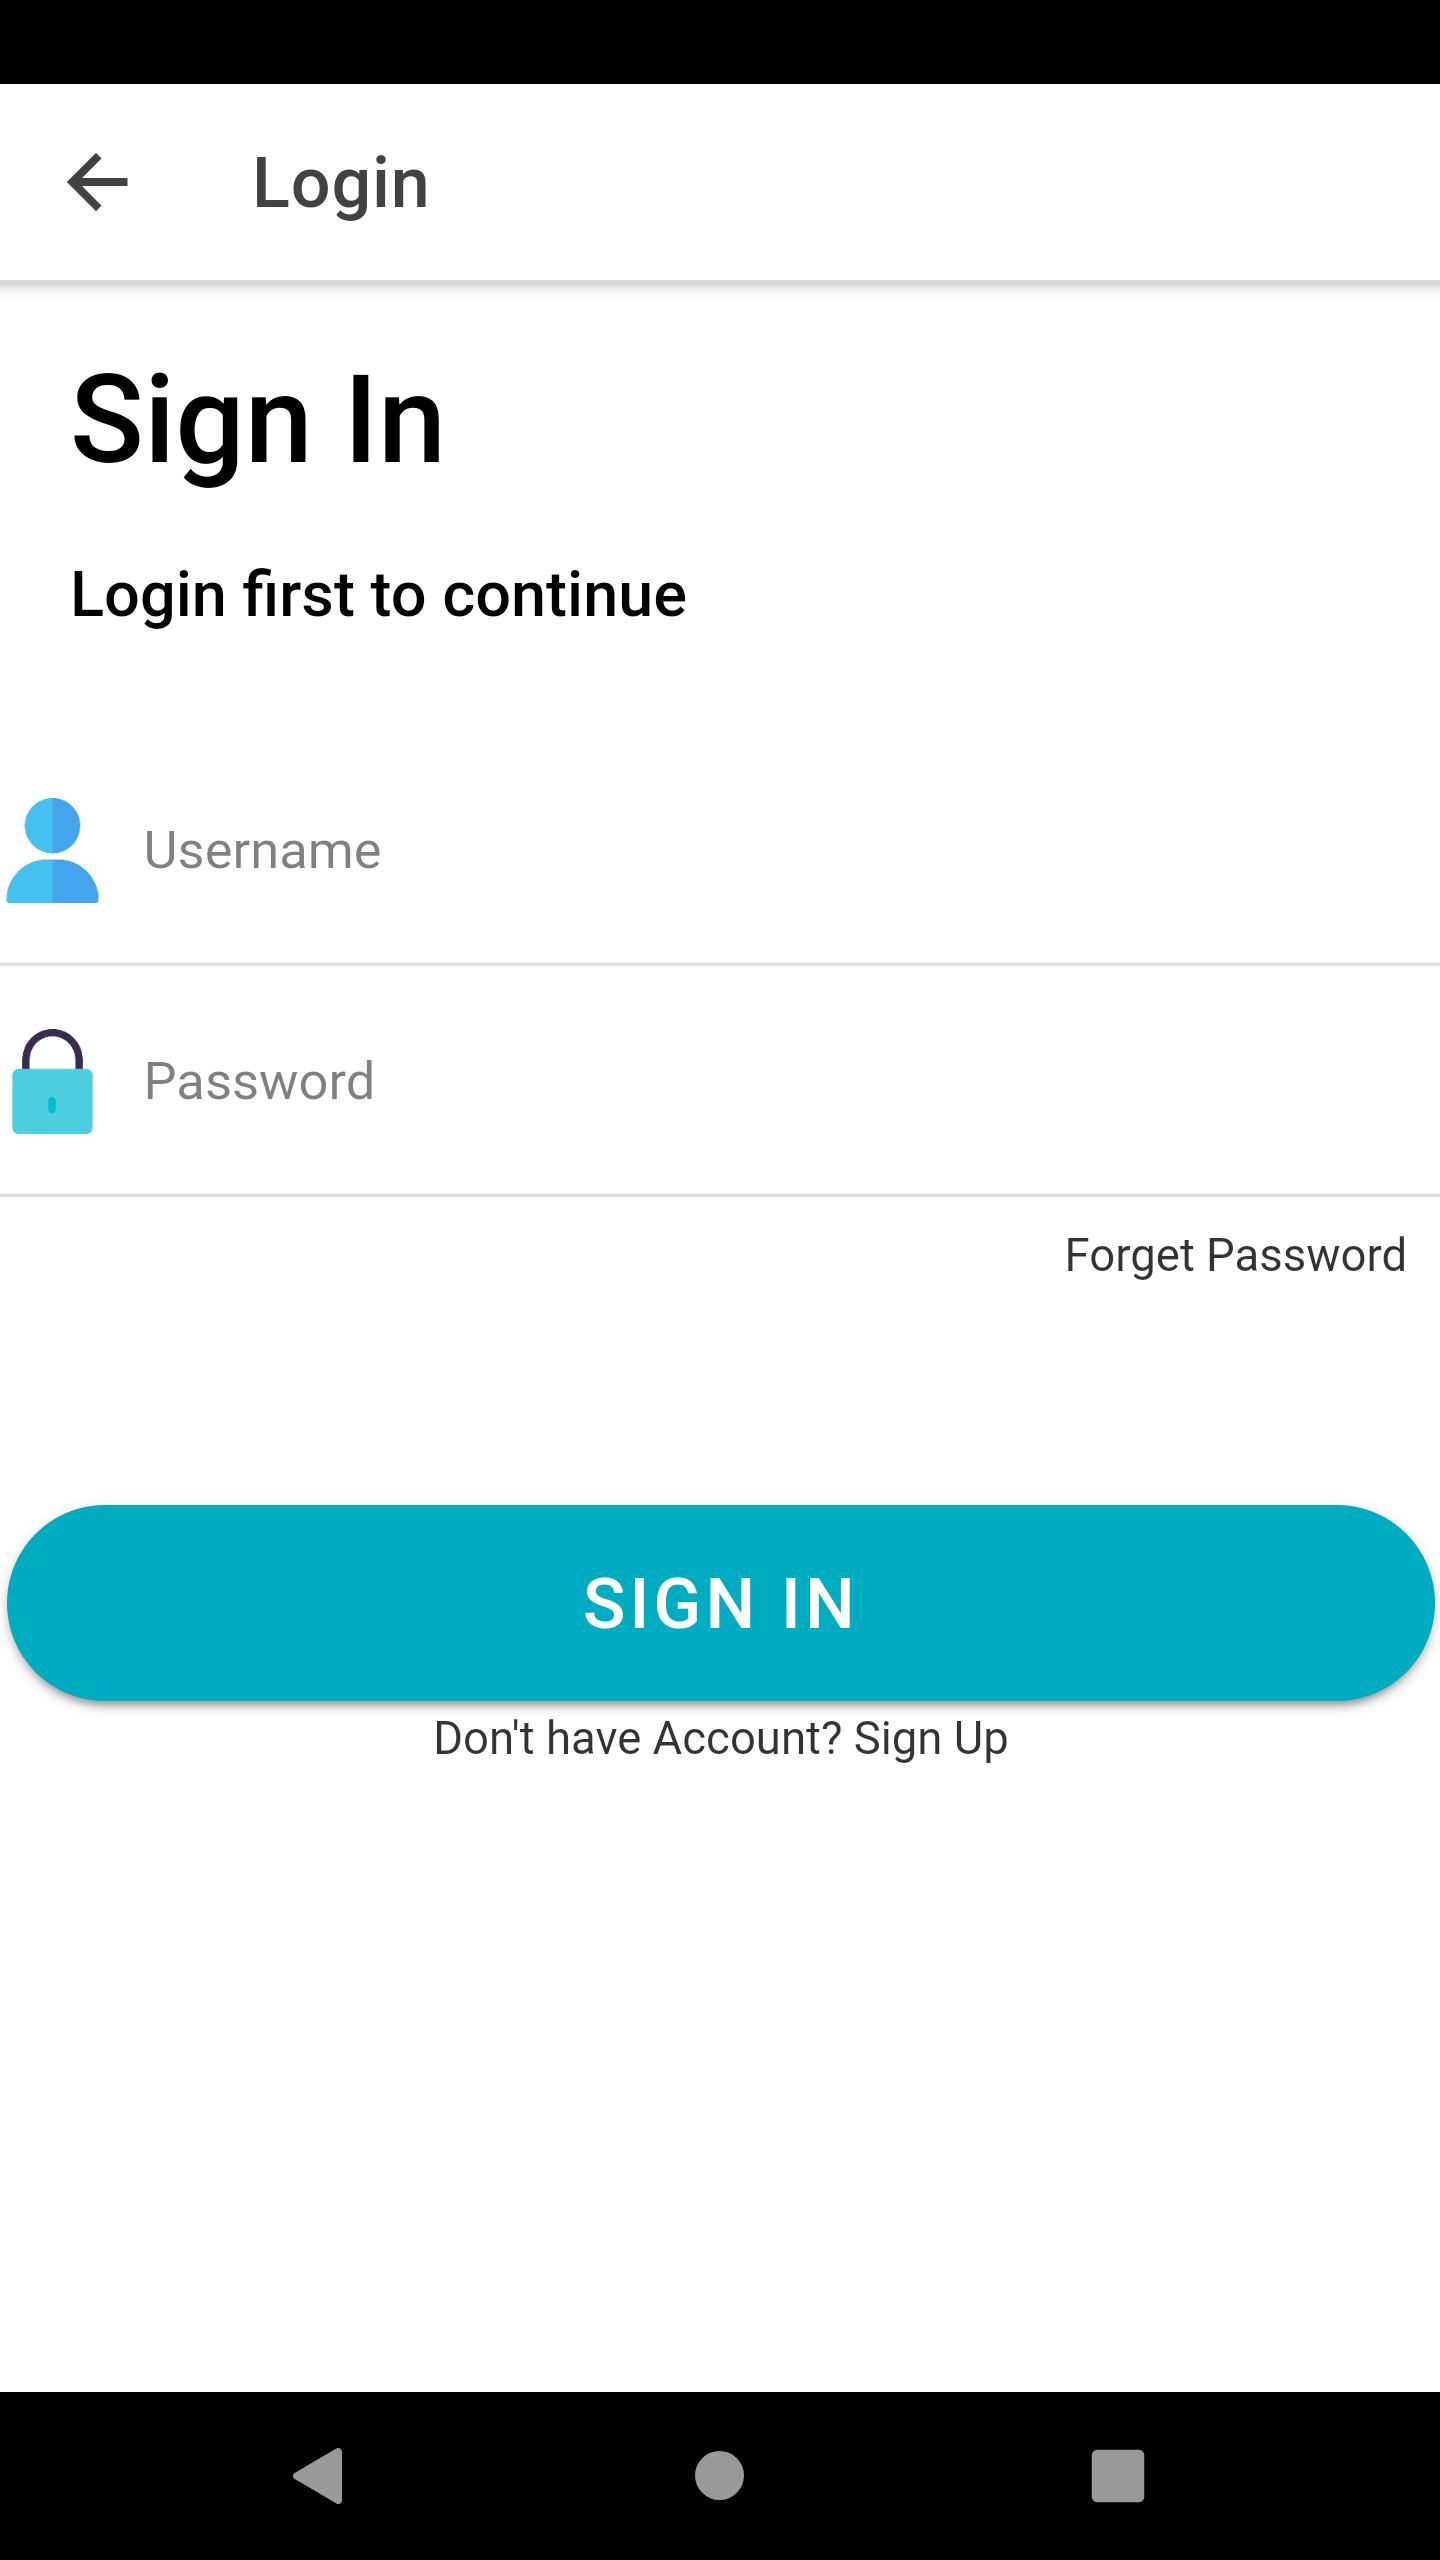 Login
Sign In
Login first to continue
Username
Password
Forget Password
SIGN IN
Don't have Account? Sign Up